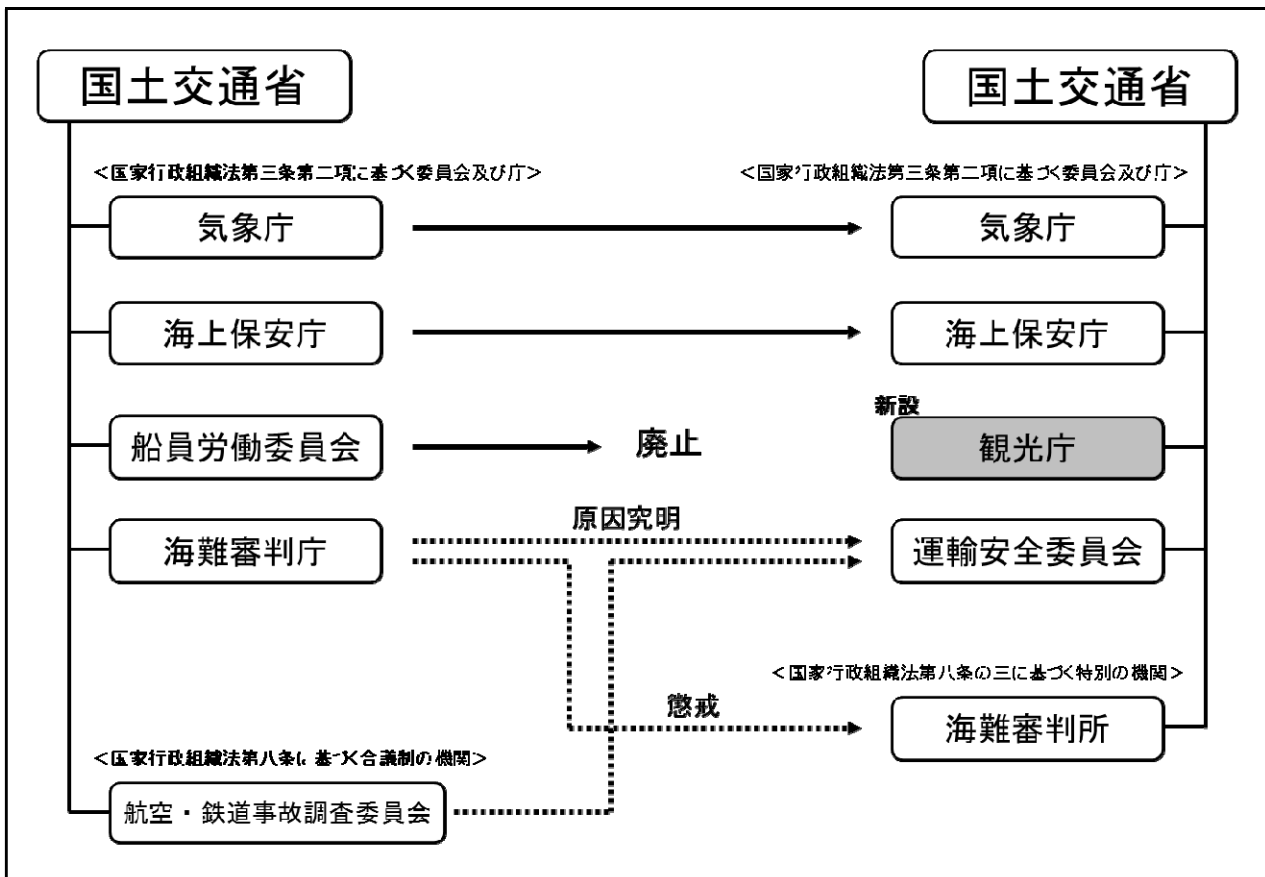 国土交通省
国土交通省
<国家行政組織法第三条第二項に基づく委員会及び庁>
<国家行政組織法第三条第二項に基づく委員会及び庁>
気象庁
気象庁
海上保安庁
海上保安庁
新設
船員労働委員会
廃止
観光庁
原因究明
海難審判庁
運輸安全委員会
<国家行政組織法第八条の三に基づく特別の機関>
懲戒
海難審判所
<国家行政組織法第八条に基づく合議制の機関>
航空・鉄道事故調査委員会